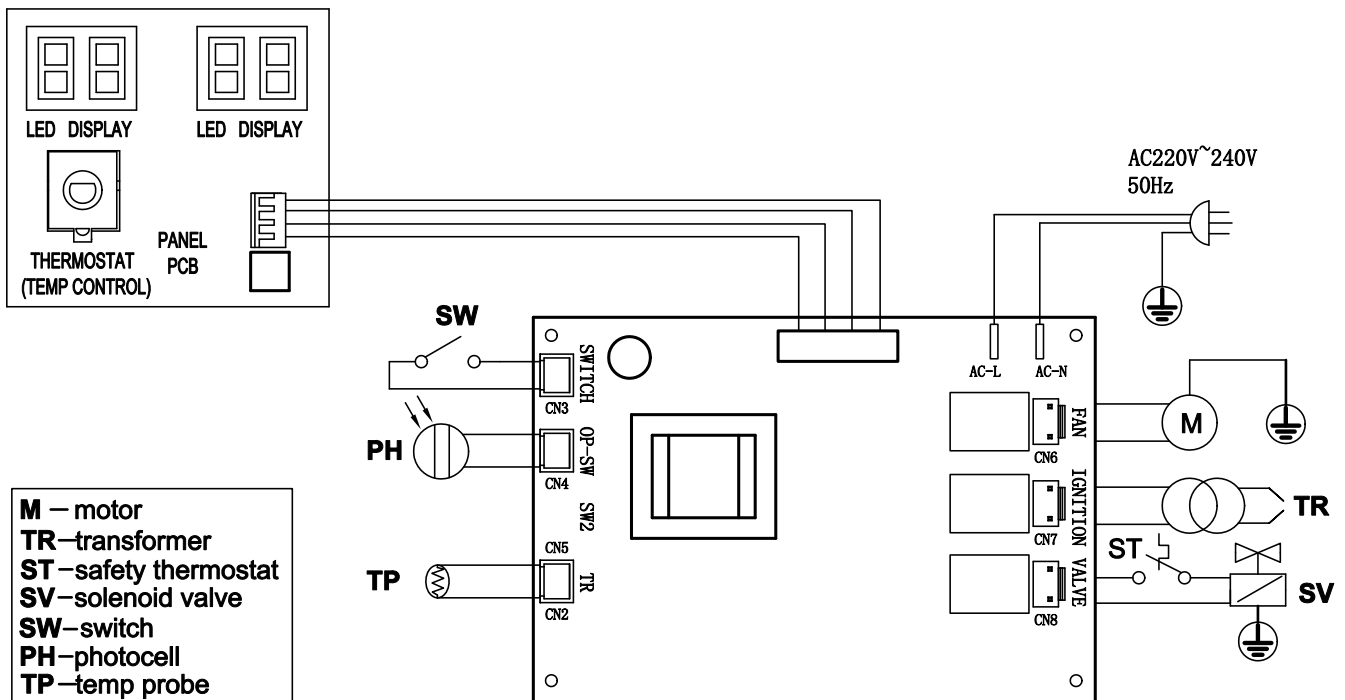 LED DISPLAY
LED DISPLAY
THERMOSTAT
(TEMP CONTROL)
PANEL
PCB
AC220V~240V
50Hz
SW
SWITCH
CN3
PH
OP-SW
CN4
SW2
CN5
TP
TR
CN2
AC-L
AC-N
FAN
CN6
M
IGNITION
CN7
TR
ST
VALVE
CN8
SV
M — motor
TR—transformer
ST—safety thermostat
SV—solenoid valve
SW—switch
PH—photocell
TP—temp probe